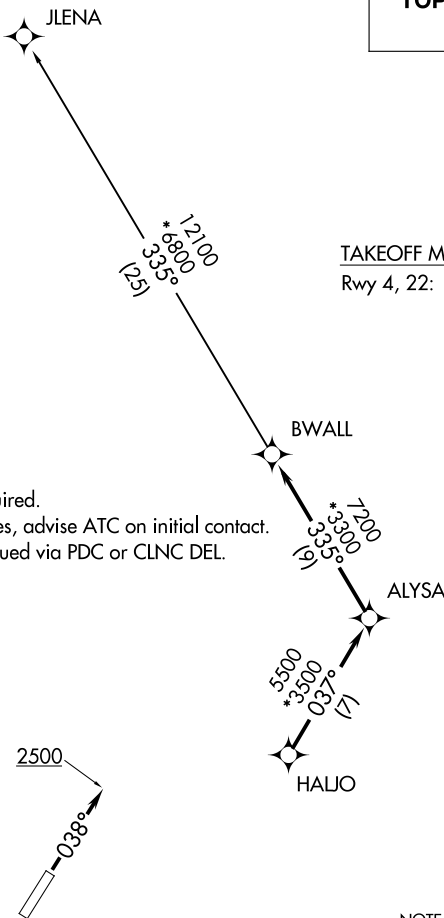 TOP
JLENA
12100
*6800
335°
(25)
TAKEOFF M
Rwy 4, 22:
BWALL
ired.
es, advise ATC on initial contact.
ued via PDC or CLNC DEL.
7200
*3300
335°
(9)
ALYSA
5500
*3500
037°
(7)
HALJO
2500
038°
NOTE